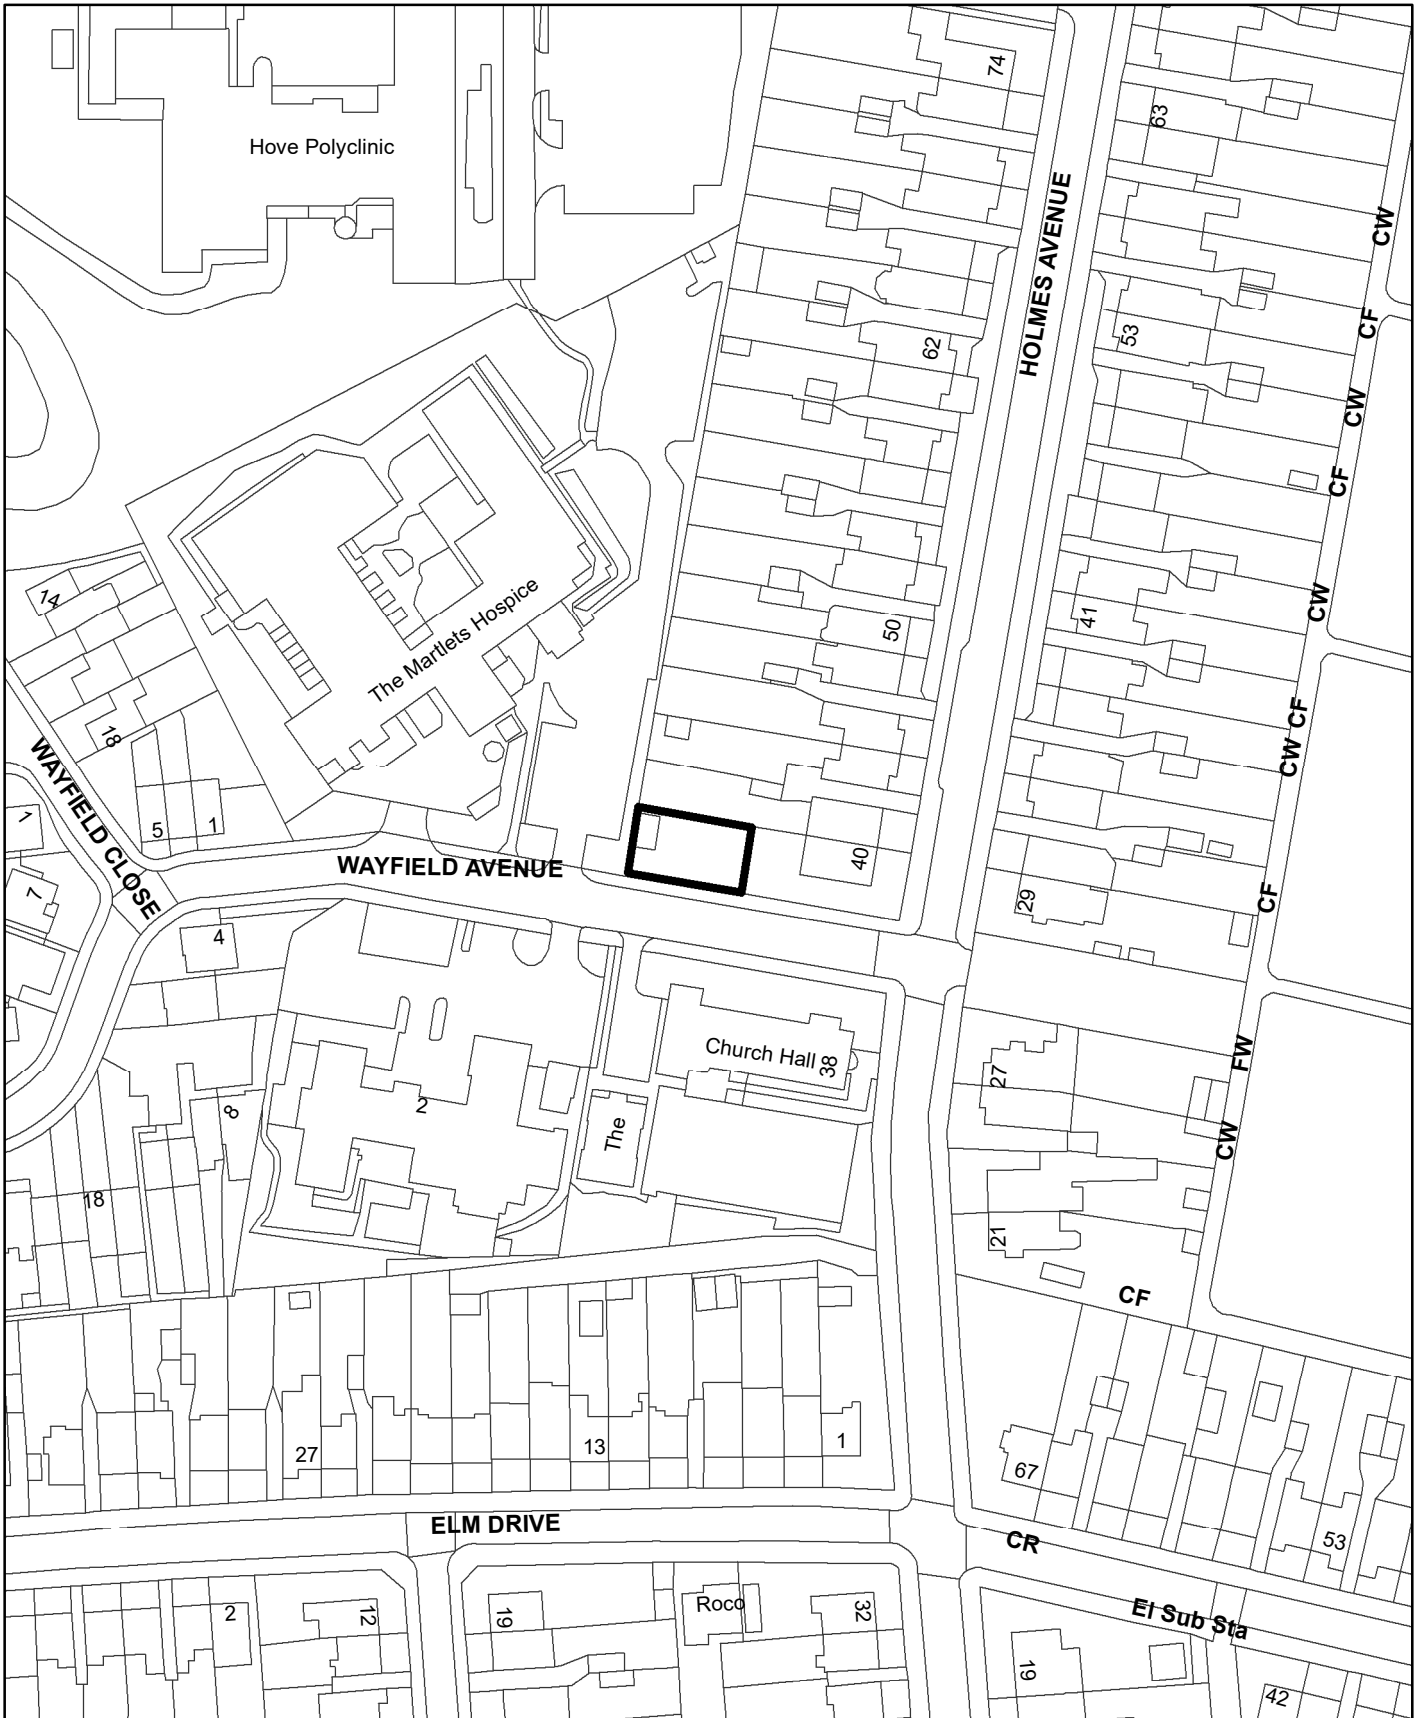 74
63
Hove Polyclinic
CW
HOLMES AVENUE
CF
53
62
CW
CF
14
The Martlets Hospice
CW
41
50
CF
18
WAYFIELD CLOSE
CW
1
5
1
WAYFIELD AVENUE
40
7
29
CF
4
Church Hall
38
FW
27
2
8
The
CW
18
21
CF
27
13
1
67
ELM DRIVE
CR
53
2
12
19
Roco
32
El Sub Sta
19
42